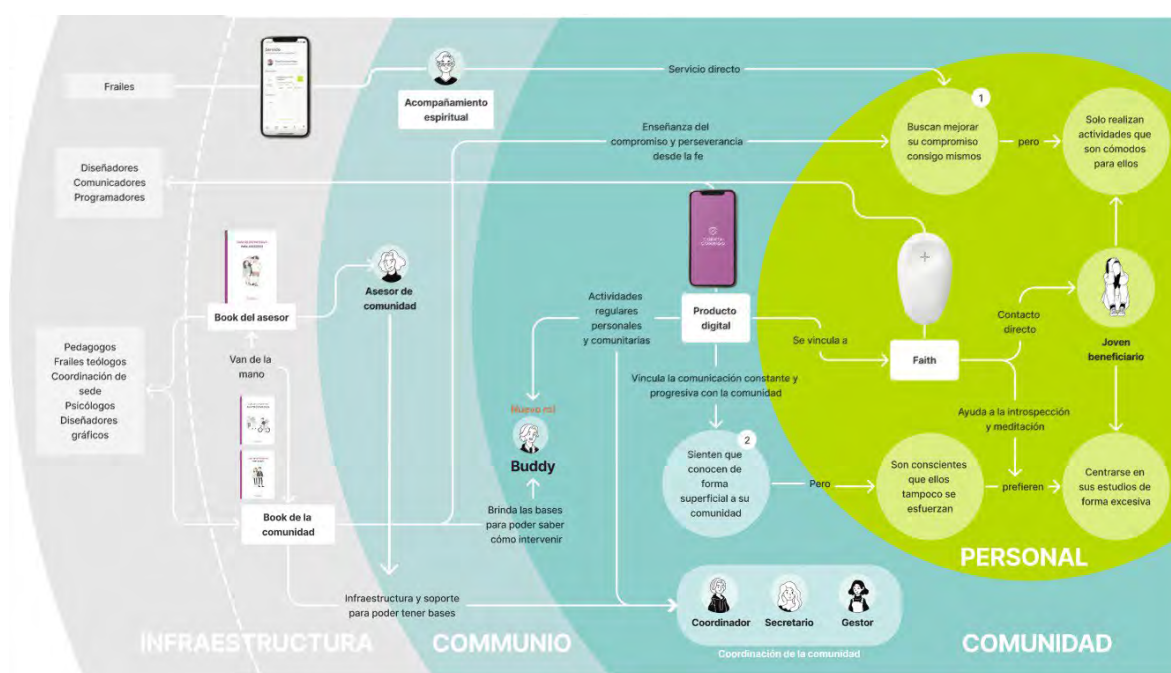 Frailes
Acompañamiento
espiritual
Servicio directo
Enseñanza del
compromiso y perseverancia
desde la fe
1
Buscan mejorar
su compromiso
consigo mismos
pero
Solo realizan
actividades que
son cómodos
para ellos
Diseñadores
Comunicadores
Programadores
Book del asesor
Asesor de
comunidad
Van de la
mano
Pedagogos
Frailes teólogos
Coordinación de
sede
Psicólogos
Diseñadores
gráficos
Book de la
comunidad
Actividades
regulares
personales
y comunitarias
Producto
digital
Se vincula a
Faith
Contacto
directo
Joven
beneficiario
Vincula la comunicación constante y
progresiva con la comunidad
Nuevo rol
Buddy
Brinda las bases
para poder saber
cómo intervenir
2
Sienten que
conocen de
forma
superficial a su
comunidad
Pero
Son conscientes
que ellos
tampoco se
esfuerzan
Ayuda a la introspección
y meditación
prefieren
Centrarse en
sus estudios de
forma excesiva
PERSONAL
Infraestructura y soporte
para poder tener bases
Coordinador
Secretario
Gestor
Coordinación de la comunidad
INFRAESTRUCTURA
COMMUNIO
COMUNIDAD